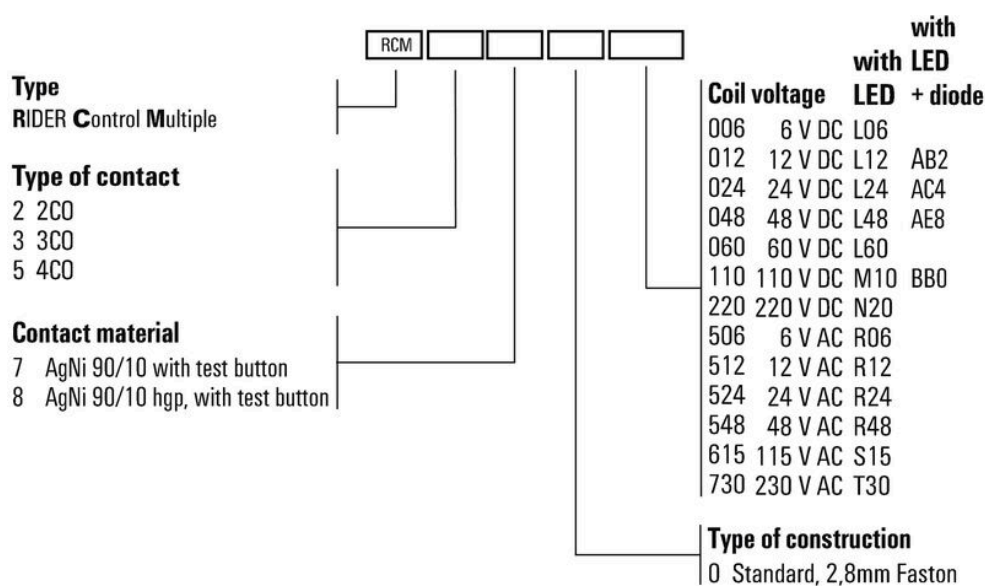 RCM
Type
RIDER Control Multiple
Type of contact
2 2CO
3 3CO
5 4CO
Contact material
7 AgNi 90/10 with test button
8 AgNi 90/10 hgp, with test button
with
with LED
Coil voltage LED + diode
006 6 V DC L06
012 12 V DC L12 AB2
024 24 V DC L24 AC4
048 48 V DC L48 AE8
060 60 V DC L60
110 110 V DC M10 BB0
220 220 V DC N20
506 6 V AC R06
512 12 V AC R12
524 24 V AC R24
548 48 V AC R48
615 115 V AC S15
730 230 V AC T30
Type of construction
0 Standard, 2,8mm Faston